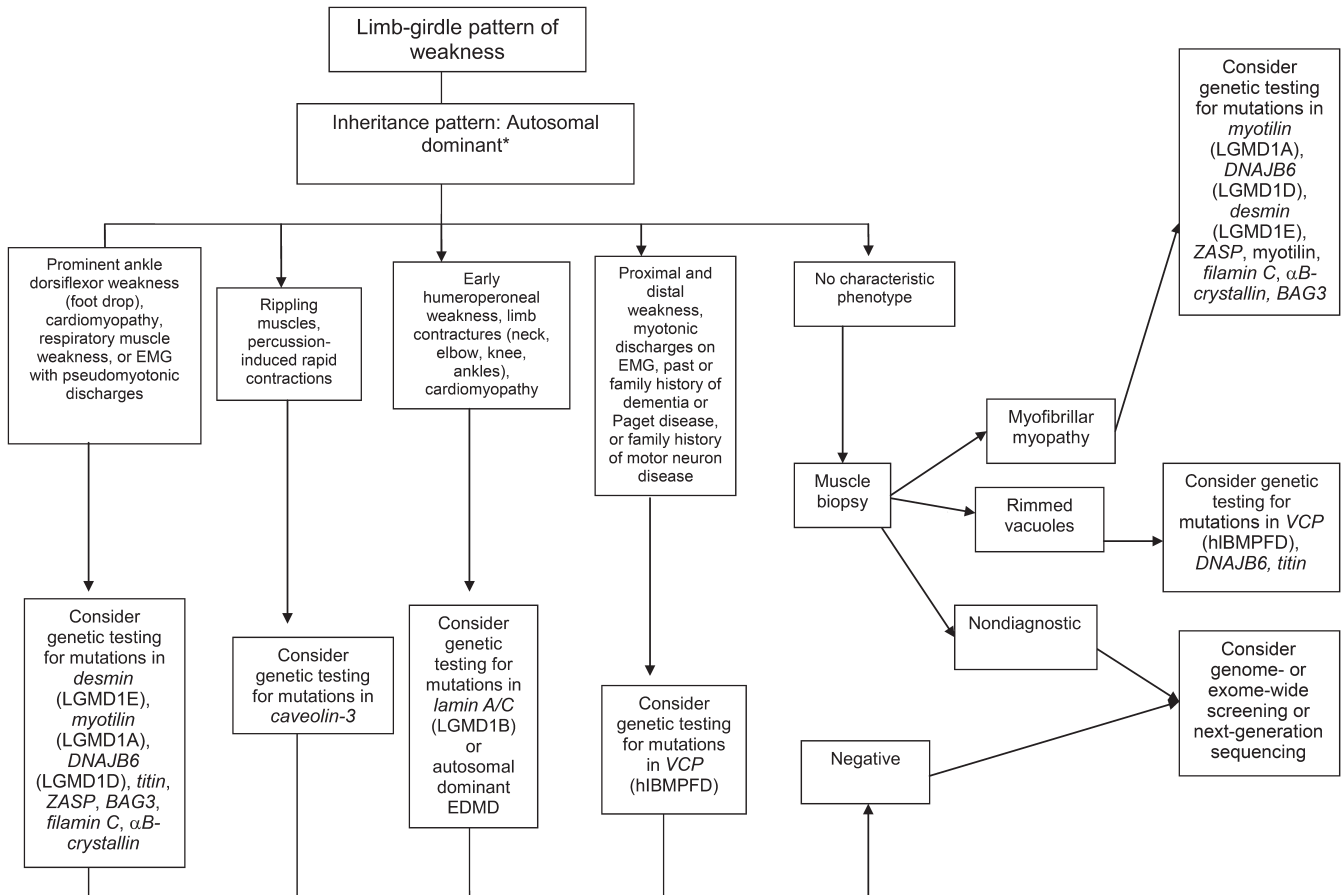 Limb-girdle pattern of
weakness
Inheritance pattern: Autosomal
dominant*
Prominent ankle
dorsiflexor weakness
(foot drop),
cardiomyopathy,
respiratory muscle
weakness, or EMG
with pseudomyotonic
discharges
Rippling
muscles,
percussion-
induced rapid
contractions
Early
humeroperoneal
weakness, limb
contractures (neck,
elbow, knee,
ankles),
cardiomyopathy
Proximal and
distal
weakness,
myotonic
discharges on
EMG, past or
family history of
dementia or
Paget disease,
or family history
of motor neuron
disease
No characteristic
phenotype
Muscle
biopsy
Myofibrillar
myopathy
Rimmed
vacuoles
Nondiagnostic
Negative
Consider
genetic testing
for mutations in
desmin
(LGMD1E),
myotilin
(LGMD1A),
DNAJB6
(LGMD1D), titin,
ZASP, BAG3,
filamin C, αB-
crystallin
Consider
genetic testing
for mutations in
caveolin-3
Consider
genetic
testing for
mutations in
lamin A/C
(LGMD1B)
or
autosomal
dominant
EDMD
Consider
genetic testing
for mutations
in VCP
(hIBMPFD)
Consider
genetic testing
for mutations in
myotilin
(LGMD1A),
DNAJB6
(LGMD1D),
desmin
(LGMD1E),
ZASP, myotilin,
filamin C, αB-
crystallin, BAG3
Consider genetic
testing for
mutations in VCP
(hIBMPFD),
DNAJB6, titin
Consider
genome- or
exome-wide
screening or
next-generation
sequencing